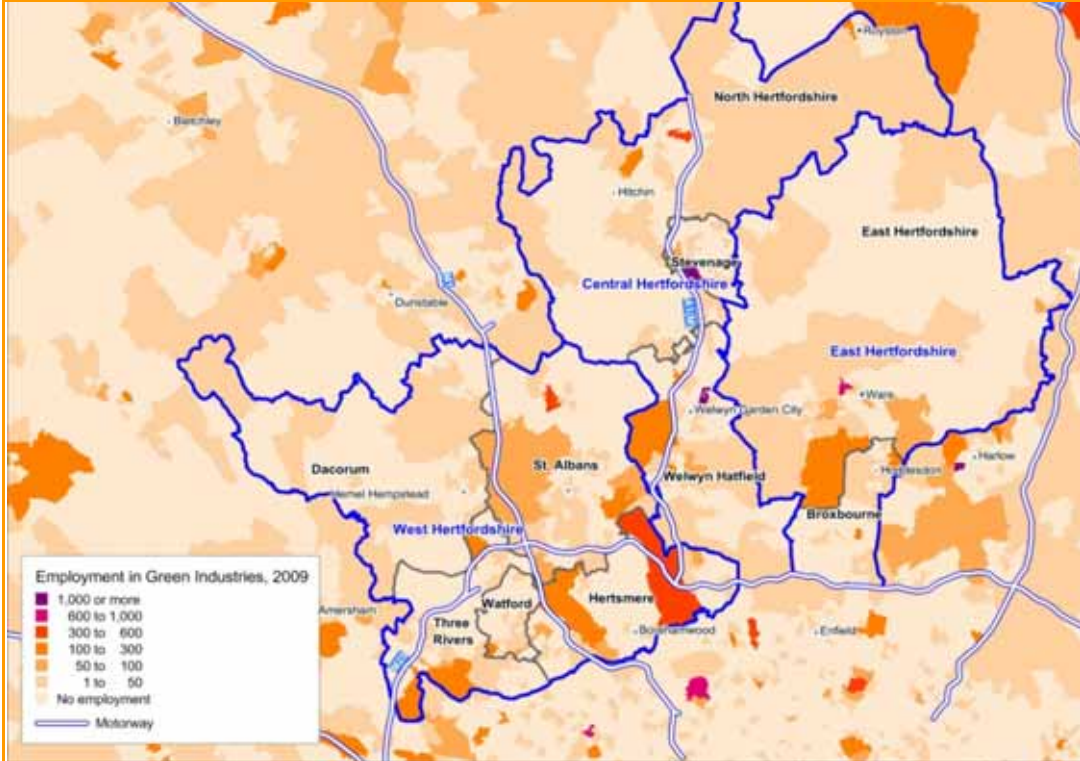 Royston
North Hertfordshire
Bletchley
Hitchin
East Hertfordshire
Stevenage
Central Hertfordshire
Dunstable
East Hertfordshire
Ware
Welwyn Garden City
St. Albans
Dacorum
Hemel Hempstead
Welwyn Hatfield
Harlow
Hoddesdon
Broxbourne
West Hertfordshire
Employment in Green Industries, 2009
1,000 or more
600 to 1,000
300 to 600
100 to 300
50 to 100
1 to 50
No employment
Motorway
Amersham
Watford
Three
Rivers
Hertsmere
Borehamwood
Enfield